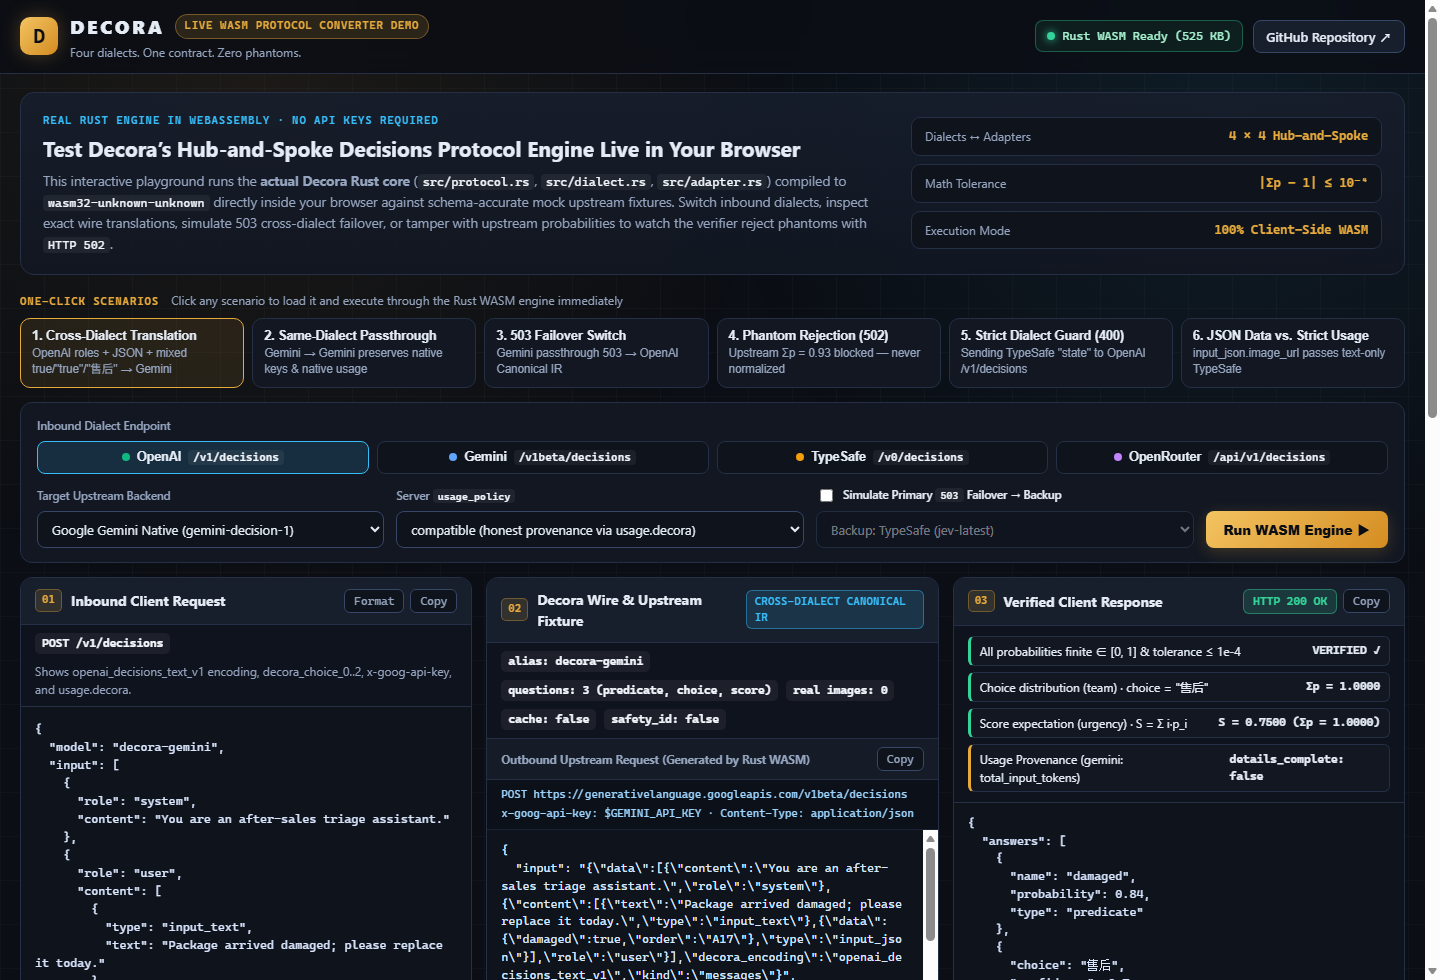 D
DECORA
LIVE WASM PROTOCOL CONVERTER DEMO
Four dialects. One contract. Zero phantoms.
Rust WASM Ready (525 KB)
GitHub Repository ↗
REAL RUST ENGINE IN WEBASSEMBLY · NO API KEYS REQUIRED
Test Decora’s Hub-and-Spoke Decisions Protocol Engine Live in Your Browser
This interactive playground runs the actual Decora Rust core ( src/protocol.rs , src/dialect.rs , src/adapter.rs ) compiled to
wasm32-unknown-unknown directly inside your browser against schema-accurate mock upstream fixtures. Switch inbound dialects, inspect
exact wire translations, simulate 503 cross-dialect failover, or tamper with upstream probabilities to watch the verifier reject phantoms with
HTTP 502 .
Dialects ↔ Adapters
4 × 4 Hub-and-Spoke
Math Tolerance
|Σp − 1| ≤ 10⁻⁴
Execution Mode
100% Client-Side WASM
ONE-CLICK SCENARIOS Click any scenario to load it and execute through the Rust WASM engine immediately
1. Cross-Dialect Translation
OpenAI roles + JSON + mixed
true/"true"/"售后" → Gemini
2. Same-Dialect Passthrough
Gemini → Gemini preserves native
keys & native usage
3. 503 Failover Switch
Gemini passthrough 503 → OpenAI
Canonical IR
4. Phantom Rejection (502)
Upstream Σp = 0.93 blocked — never
normalized
5. Strict Dialect Guard (400)
Sending TypeSafe "state" to OpenAI
/v1/decisions
6. JSON Data vs. Strict Usage
input_json.image_url passes text-only
TypeSafe
Inbound Dialect Endpoint
OpenAI /v1/decisions
Gemini /v1beta/decisions
TypeSafe /v0/decisions
OpenRouter /api/v1/decisions
Target Upstream Backend
Google Gemini Native (gemini-decision-1)
Server usage_policy
compatible (honest provenance via usage.decora)
Simulate Primary 503 Failover → Backup
Backup: TypeSafe (jev-latest)
Run WASM Engine ▶
01 Inbound Client Request
Format
Copy
POST /v1/decisions
Shows openai_decisions_text_v1 encoding, decora_choice_0..2, x-goog-api-key,
and usage.decora.
{
"model": "decora-gemini",
"input": [
{
"role": "system",
"content": "You are an after-sales triage assistant."
},
{
"role": "user",
"content": [
{
"type": "input_text",
"text": "Package arrived damaged; please replace
it today."
02 Decora Wire & Upstream
Fixture
CROSS-DIALECT CANONICAL
IR
alias: decora-gemini
questions: 3 (predicate, choice, score)
real images: 0
cache: false
safety_id: false
Outbound Upstream Request (Generated by Rust WASM)
Copy
POST https://generativelanguage.googleapis.com/v1beta/decisions
x-goog-api-key: $GEMINI_API_KEY · Content-Type: application/json
{
"input": "{\"data\":[{\"content\":\"You are an after-
sales triage assistant.\",\"role\":\"system\"},
{\"content\":[{\"text\":\"Package arrived damaged; please
replace it today.\",\"type\":\"input_text\"},{\"data\":
{\"damaged\":true,\"order\":\"A17\"},\"type\":\"input_jso
n\"}],\"role\":\"user\"}],\"decora_encoding\":\"openai_de
cisions_text_v1\",\"kind\":\"messages\"}",
03 Verified Client Response
HTTP 200 OK
Copy
All probabilities finite ∈ [0, 1] & tolerance ≤ 1e-4
VERIFIED ✓
Choice distribution (team) · choice = "售后"
Σp = 1.0000
Score expectation (urgency) · S = Σ i·p_i
S = 0.7500 (Σp = 1.0000)
Usage Provenance (gemini:
total_input_tokens)
details_complete:
false
{
"answers": [
{
"name": "damaged",
"probability": 0.84,
"type": "predicate"
},
{
"choice": "售后",